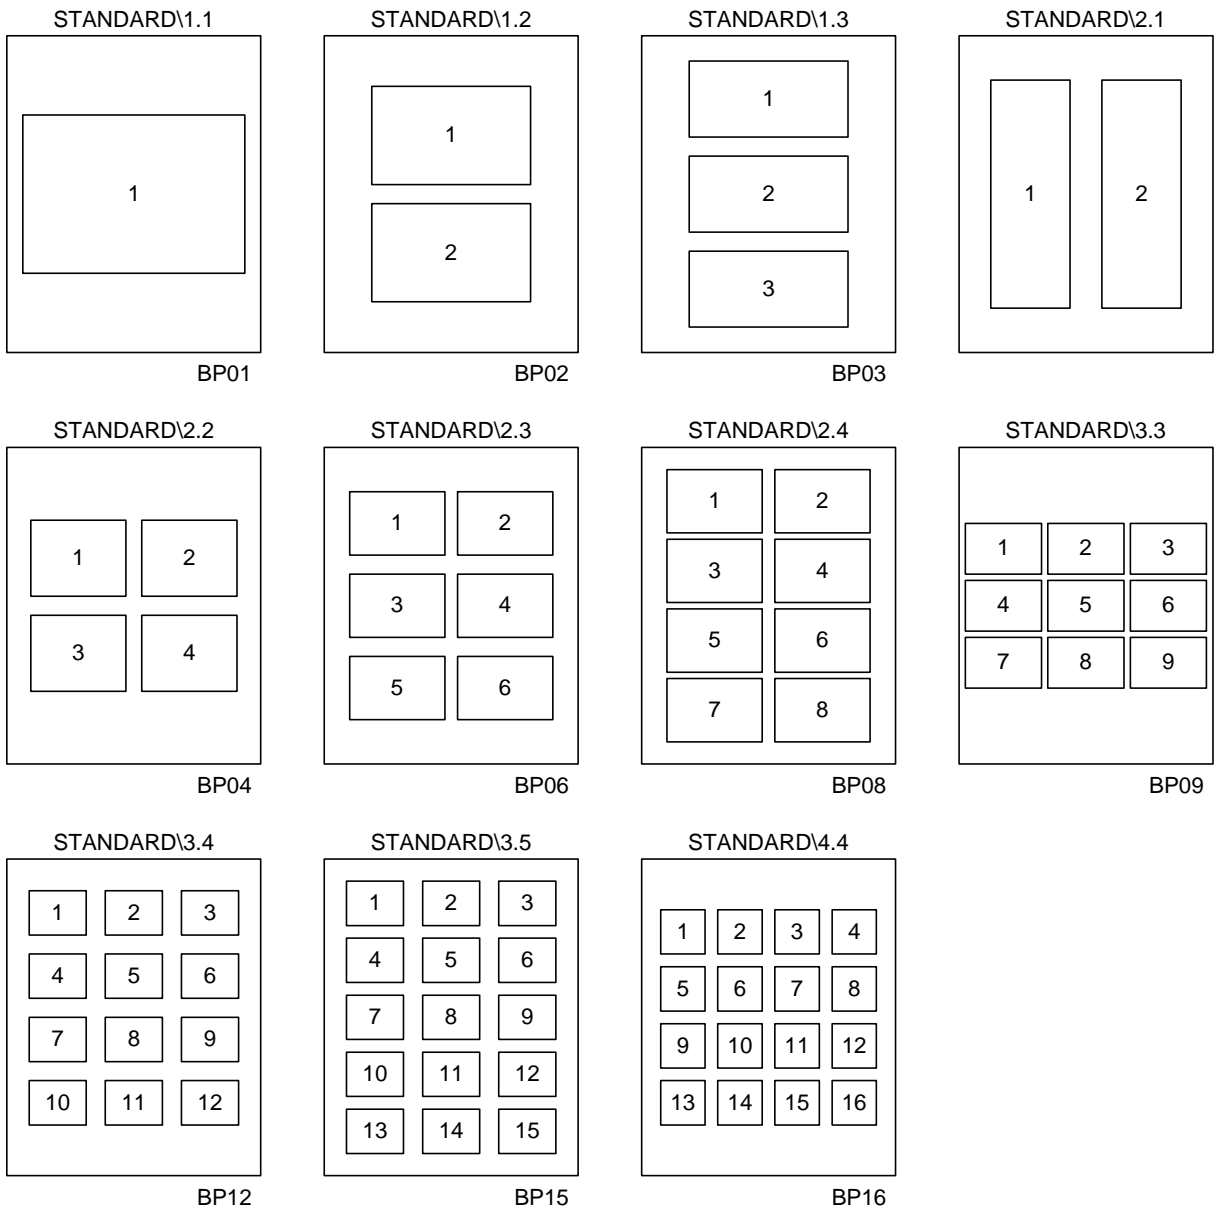 STANDARD\1.1 STANDARD\1.2 STANDARD\1.3 STANDARD\2.1
1
1
2
1
2
3
1 2
BP01 BP02 BP03
STANDARD\2.2 STANDARD\2.3 STANDARD\2.4 STANDARD\3.3
1 2
3 4
1 2
3 4
5 6
1 2
3 4
5 6
7 8
1 2 3
4 5 6
7 8 9
BP04 BP06 BP08 BP09
STANDARD\3.4 STANDARD\3.5 STANDARD\4.4
1 2 3
4 5 6
7 8 9
10 11 12
1 2 3
4 5 6
7 8 9
10 11 12
13 14 15
1 2 3 4
5 6 7 8
9 10 11 12
13 14 15 16
BP12 BP15 BP16